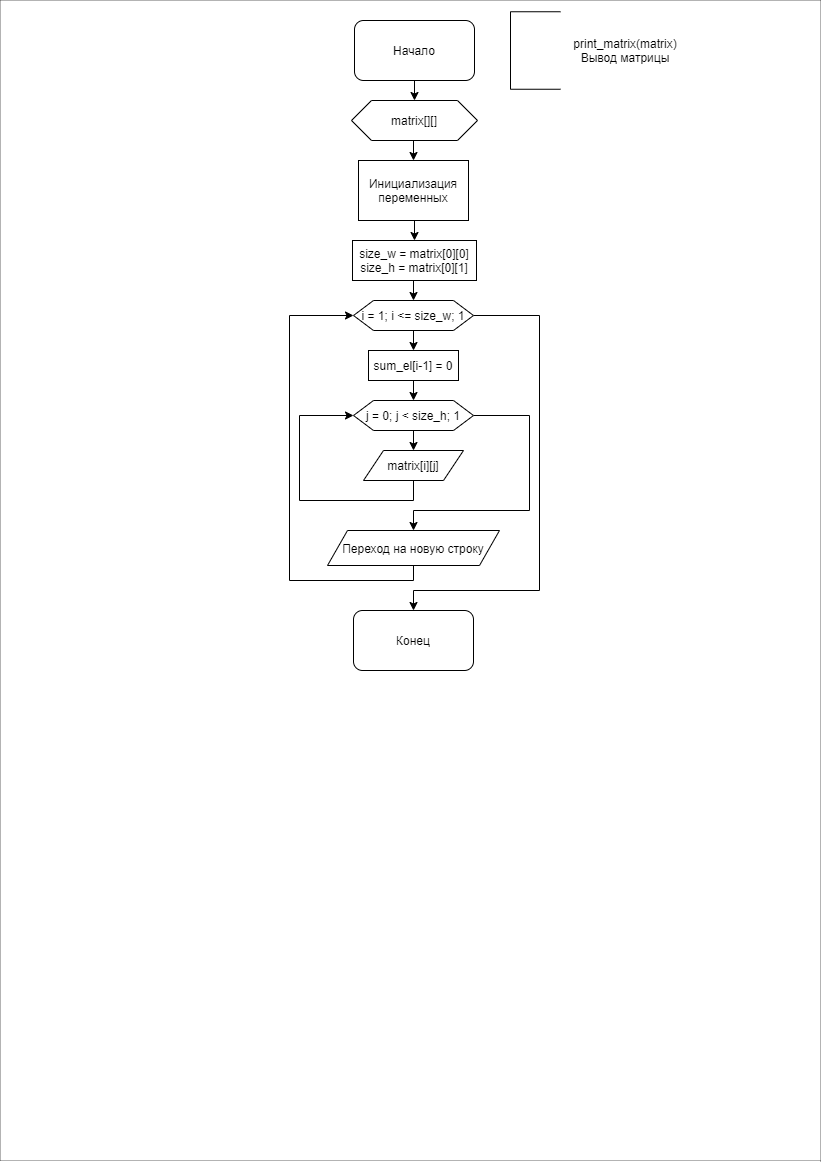 Начало
print_matrix(matrix)
Вывод матрицы
matrix[][]
Инициализация
переменных
size_w = matrix[0][0]
size_h = matrix[0][1]
i = 1; i <= size_w; 1
sum_el[i-1] = 0
j = 0; j < size_h; 1
matrix[i][j]
Переход на новую строку
Конец